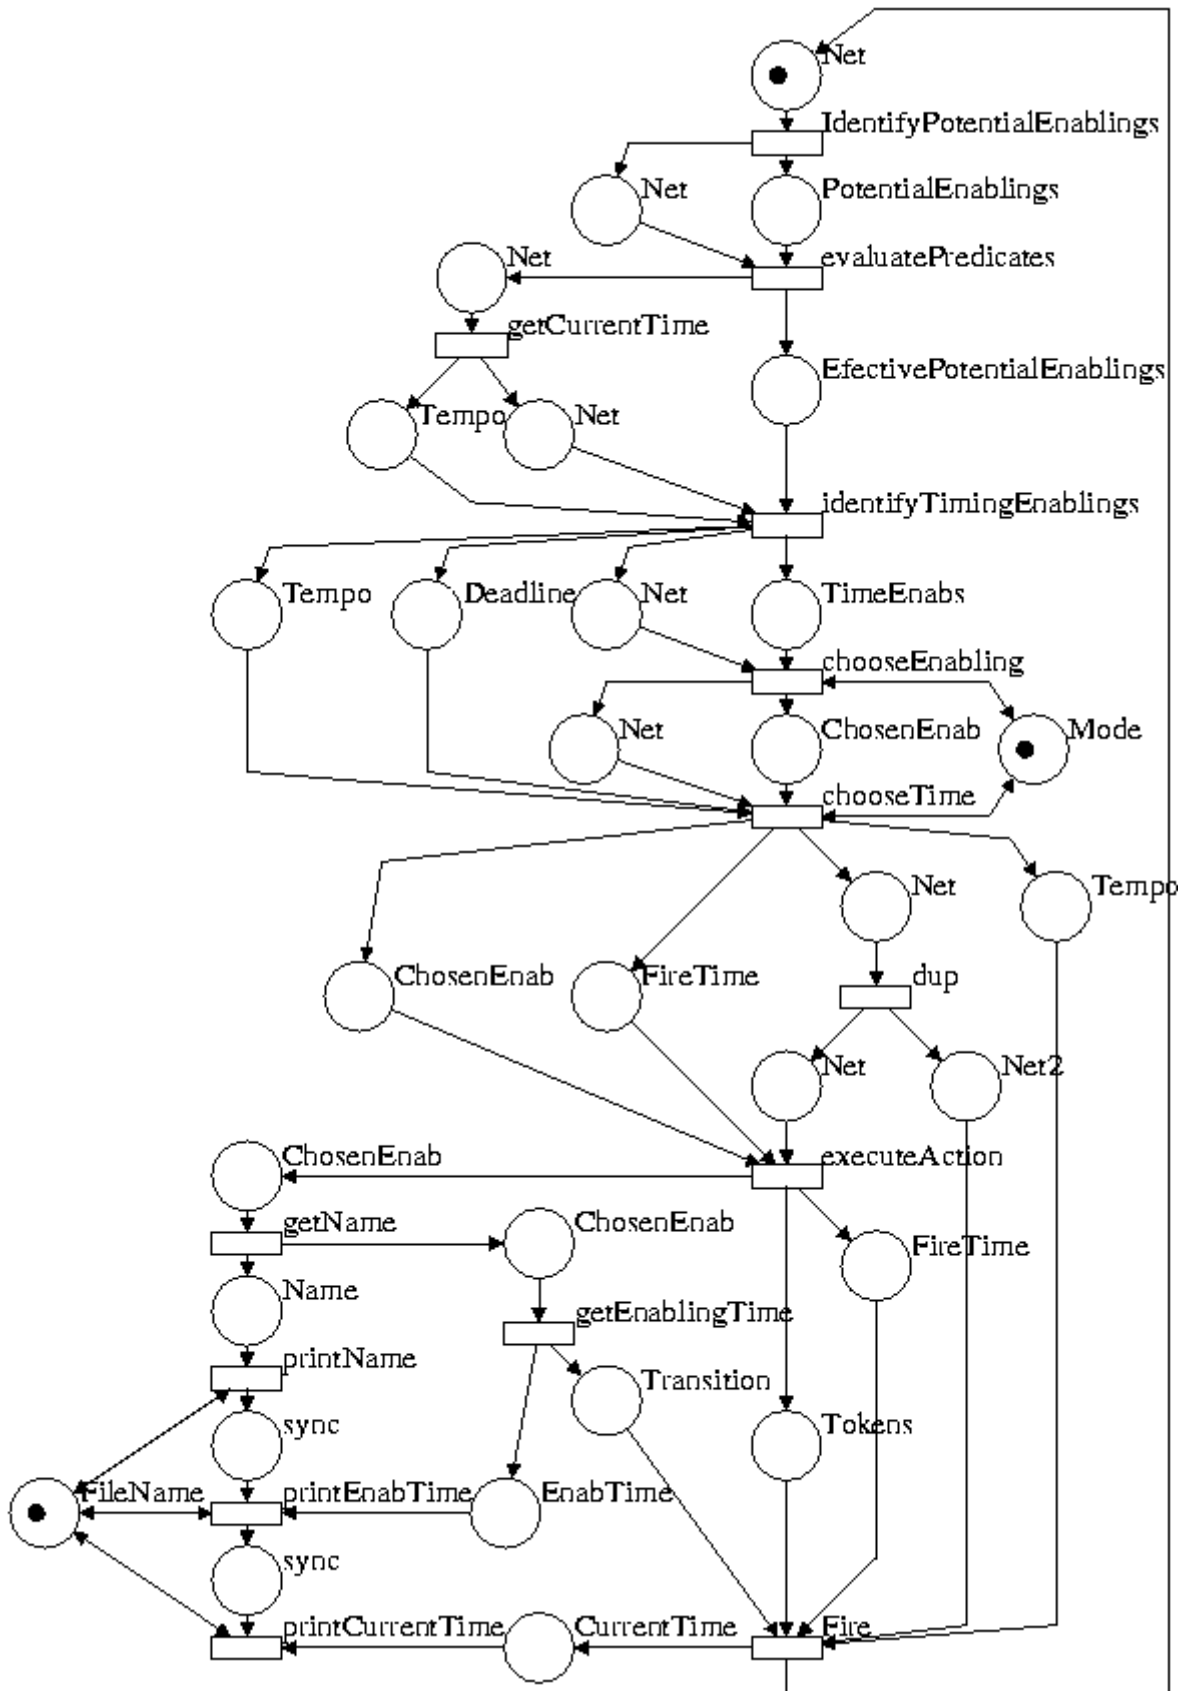 Net
IdentifyPotentialEnablings
Net
PotentialEnablings
Net
evaluatePredicates
getCurrentTime
EfectivePotentialEnablings
Tempo
Net
identifyTimingEnablings
Tempo
Deadline
Net
TimeEnabs
chooseEnabling
Net
ChosenEnab
Mode
chooseTime
Net
Tempo
ChosenEnab
FireTime
dup
Net
Net2
ChosenEnab
executeAction
getName
ChosenEnab
FireTime
Name
getEnablingTime
printName
Transition
sync
Tokens
FileName
printEnabTime
EnabTime
sync
printCurrentTime
CurrentTime
Fire